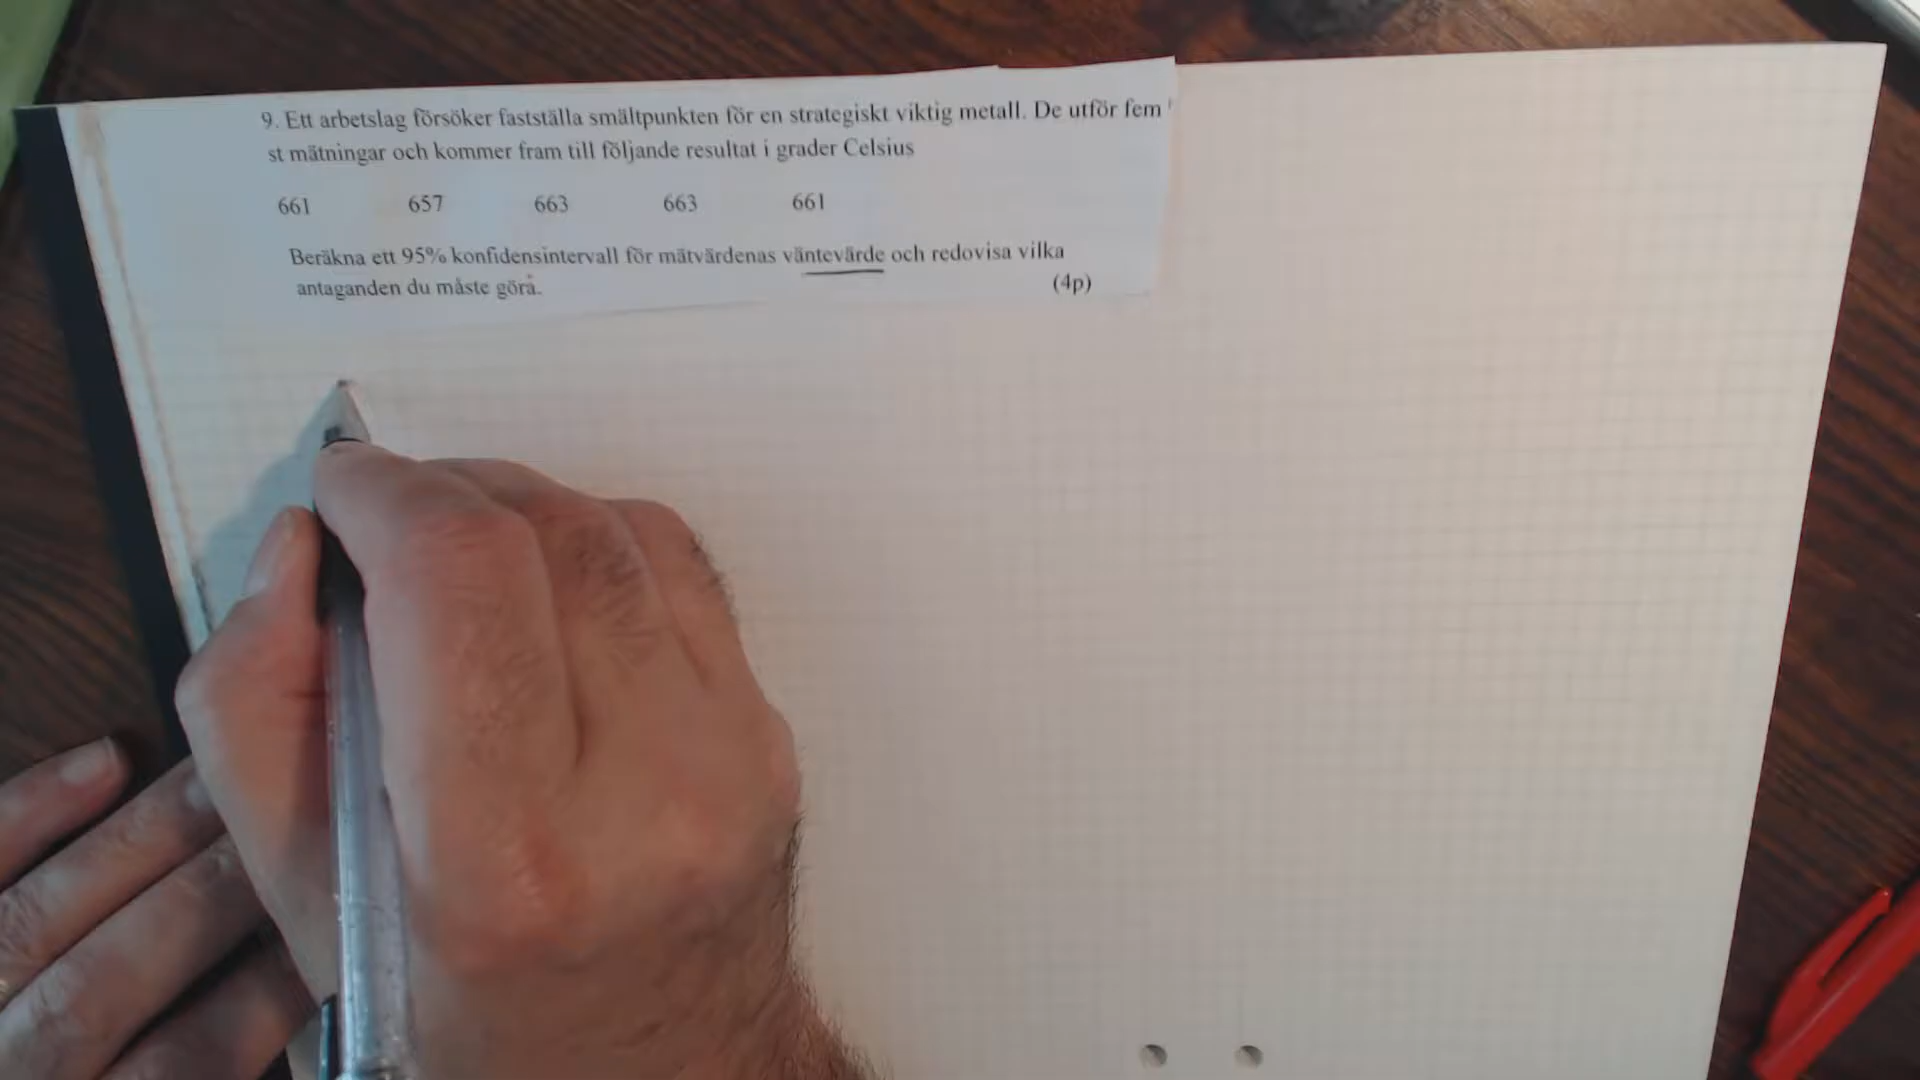 9. Ett arbetslag försöker fastställa smältpunkten för en strategiskt viktig metall. De utför fem
st mätningar och kommer fram till följande resultat i grader Celsius
661 657 663 663 661
Beräkna ett 95% konfidensintervall för mätvärdenas väntevärde och redovisa vilka
antaganden du måste göra. (4p)